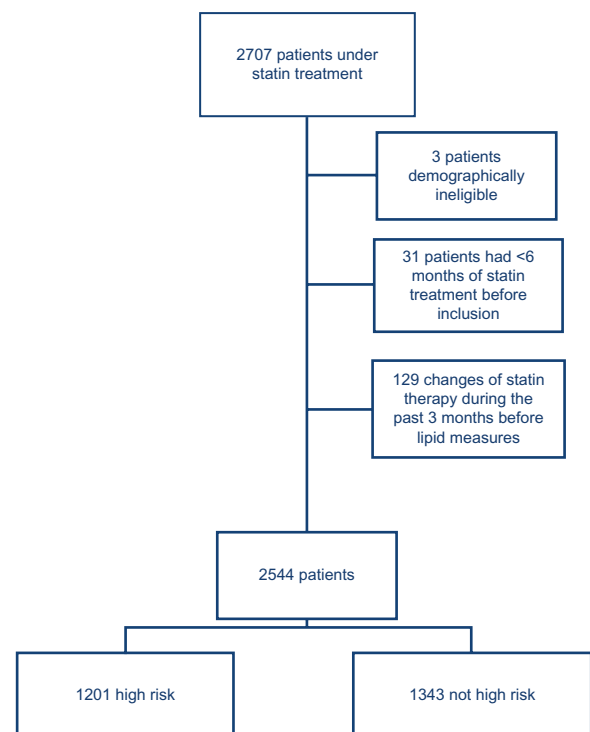 2707 patients under
statin treatment
3 patients
demographically
ineligible
31 patients had <6
months of statin
treatment before
inclusion
129 changes of statin
therapy during the
past 3 months before
lipid measures
2544 patients
1201 high risk
1343 not high risk